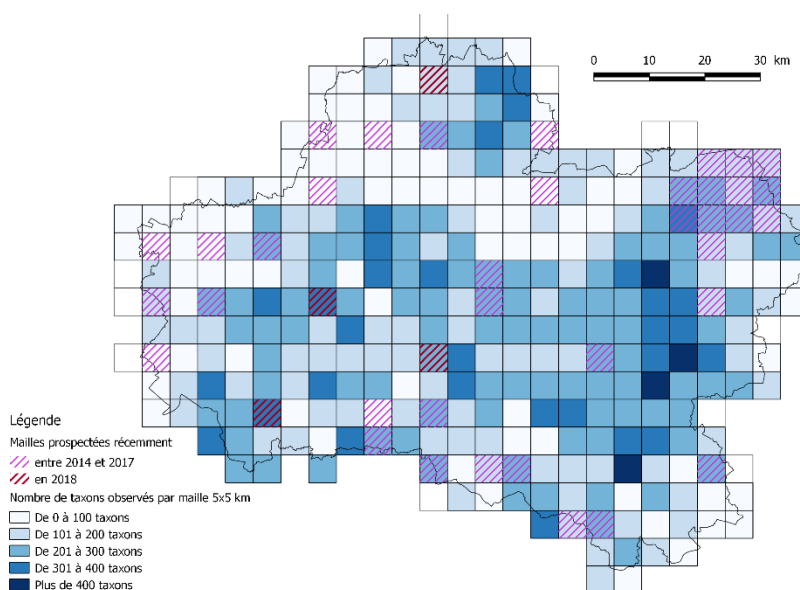 0 10 20 30 km
Légende
Mailles prospectées récemment
entre 2014 et 2017
en 2018
Nombre de taxons observés par maille 5x5 km
De 0 à 100 taxons
De 101 à 200 taxons
De 201 à 300 taxons
De 301 à 400 taxons
Plus de 400 taxons